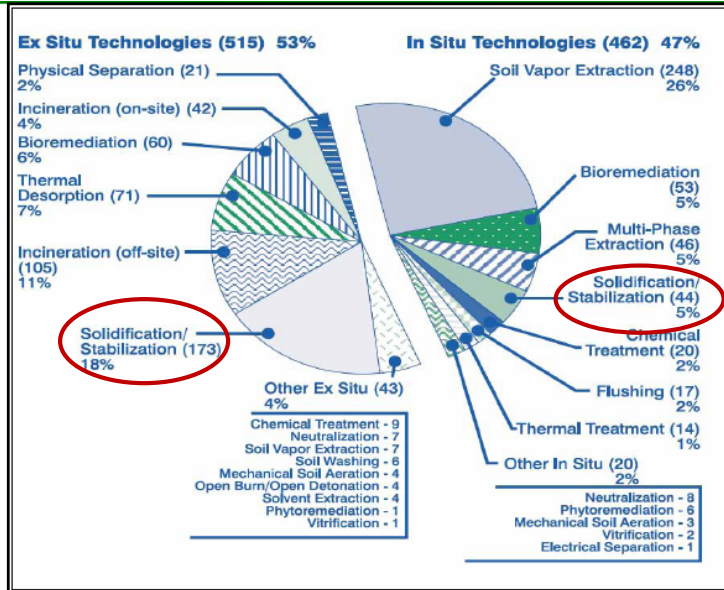 Ex Situ Technologies (515) 53%
Physical Separation (21)
2%
Incineration (on-site) (42)
4%
Bioremediation (60)
6%
Thermal
Desorption (71)
7%
Incineration (off-site)
(105)
11%
Solidification/
Stabilization (173)
18%
Other Ex Situ (43)
4%
Chemical Treatment - 9
Neutralization - 7
Soil Vapor Extraction - 7
Soil Washing - 6
Mechanical Soil Aeration - 4
Open Burn/Open Detonation - 4
Solvent Extraction - 4
Phytoremediation - 1
Vitrification - 1
In Situ Technologies (462) 47%
Soil Vapor Extraction (248)
26%
Bioremediation
(53)
5%
Multi-Phase
Extraction (46)
5%
Solidification/
Stabilization (44)
5%
Chemical
Treatment (20)
2%
Flushing (17)
2%
Thermal Treatment (14)
1%
Other In Situ (20)
2%
Neutralization - 8
Phytoremediation - 6
Mechanical Soil Aeration - 3
Vitrification - 2
Electrical Separation - 1